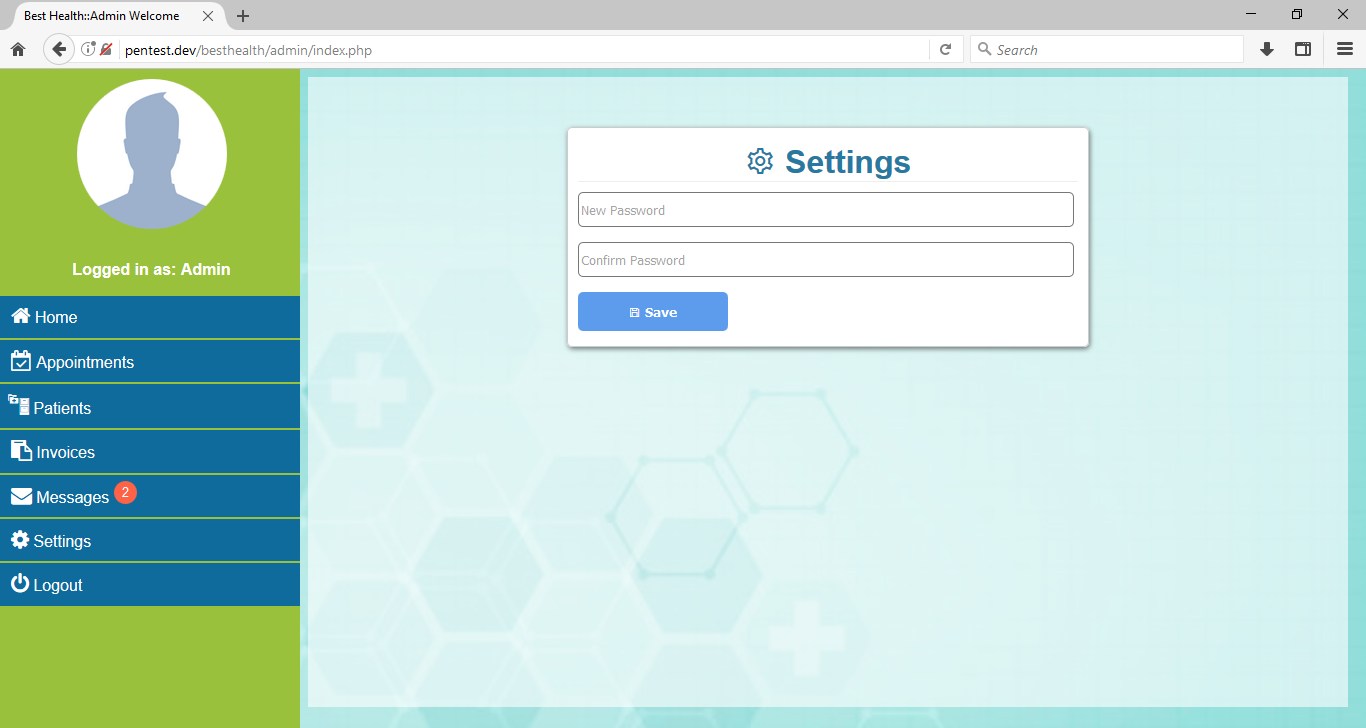 Best Health::Admin Welcome
pentest.dev/besthealth/admin/index.php
Search
Logged in as: Admin
Home
Appointments
Patients
Invoices
Messages 2
Settings
Logout
Settings
New Password
Confirm Password
Save